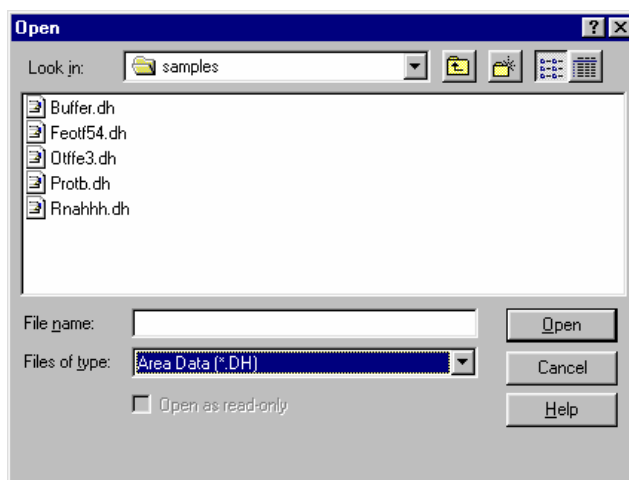 Open
Look in: samples
Buffer.dh
Feotf54.dh
Otffe3.dh
Protb.dh
Rnahhh.dh
File name: Open
Files of type: Area Data (*.DH) Cancel
Open as read-only Help